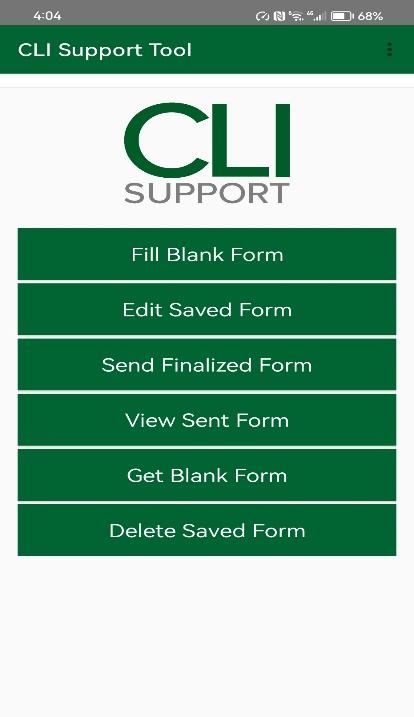 4:04 68%
CLI Support Tool
CLI
SUPPORT
Fill Blank Form
Edit Saved Form
Send Finalized Form
View Sent Form
Get Blank Form
Delete Saved Form